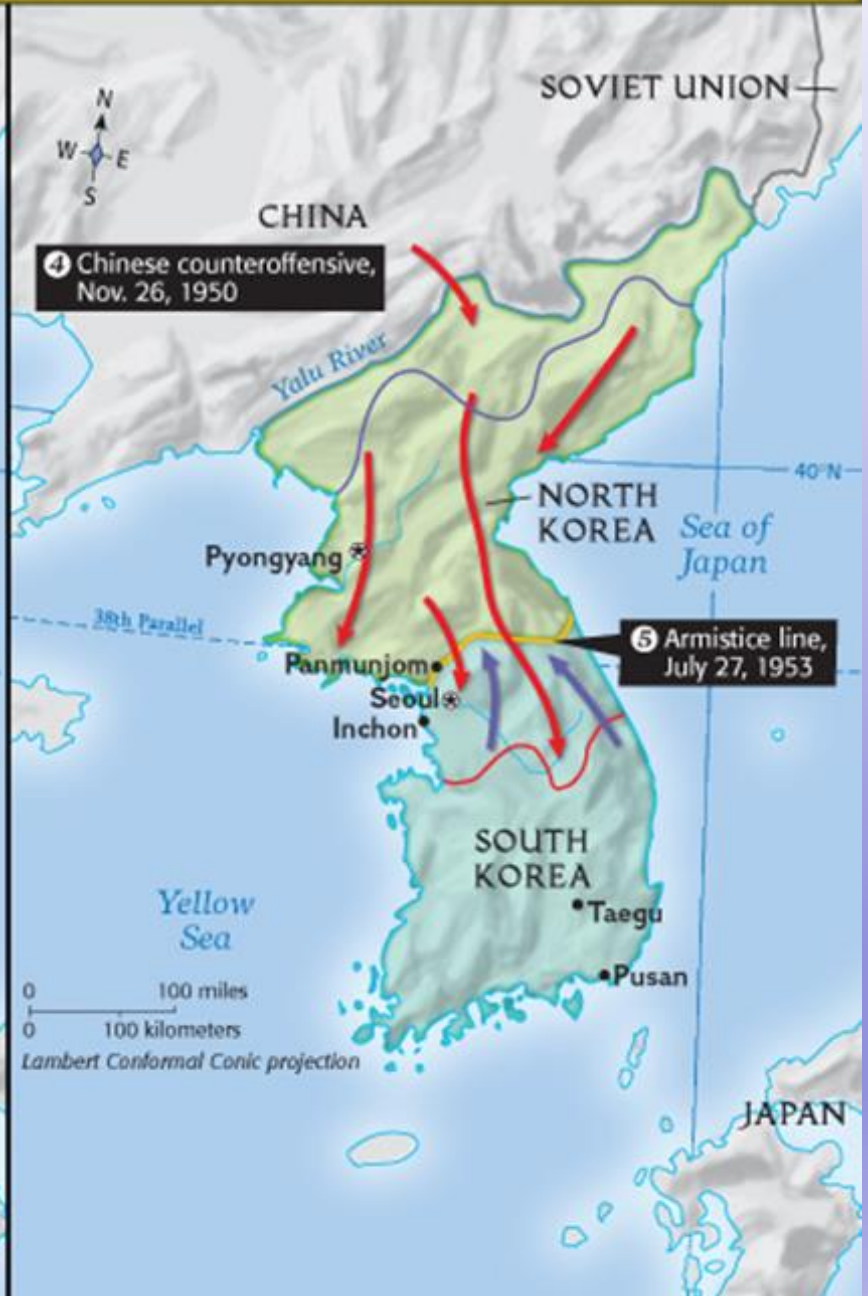 SOVIET UNION
N
W E
S
CHINA
4 Chinese counteroffensive,
Nov. 26, 1950
Yalu River
40°N
NORTH
KOREA
Sea of
Japan
Pyongyang
38th Parallel
5 Armistice line,
July 27, 1953
Panmunjom
Seoul
Inchon
SOUTH
KOREA
Taegu
Yellow
Sea
Pusan
0 100 miles
0 100 kilometers
Lambert Conformal Conic projection
JAPAN